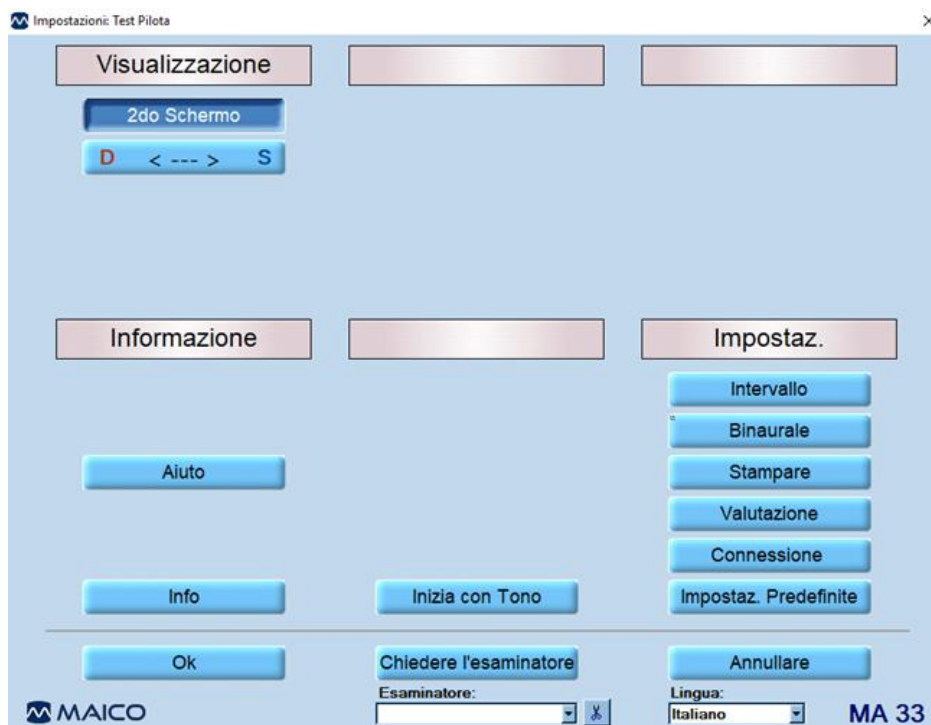 Impostazioni: Test Pilota
Visualizzazione
2do Schermo
D < --- > S
Informazione
Impostaz.
Intervallo
Binaurale
Aiuto
Stampare
Valutazione
Connessione
Info
Inizia con Tono
Impostaz. Predefinite
Ok
Chiedere l'esaminatore
Annullare
Esaminatore:
Lingua:
Italiano
MAICO
MA 33